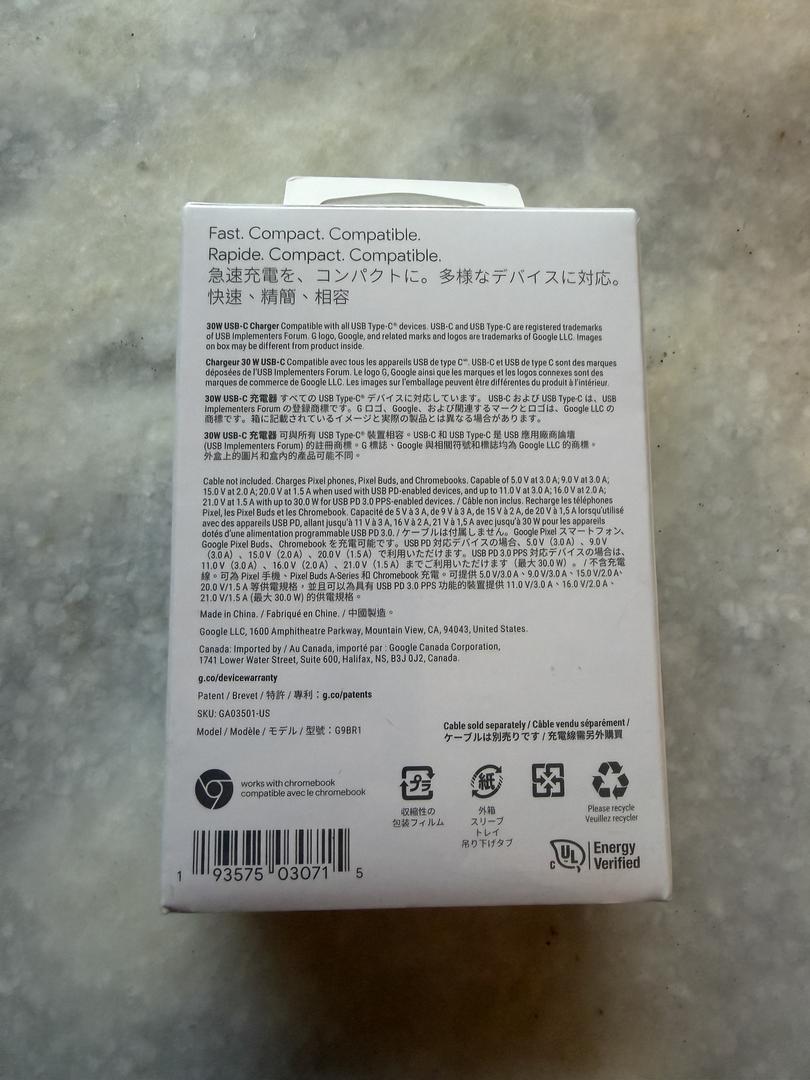 Fast. Compact. Compatible.
Rapide. Compact. Compatible.
急速充電を、コンパクトに。多様なデバイスに対応。
快速、精簡、相容
30W USB-C Charger Compatible with all USB Type-C® devices. USB-C and USB Type-C are registered trademarks
of USB Implementers Forum. G logo, Google, and related marks and logos are trademarks of Google LLC. Images
on box may be different from product inside.
Chargeur 30 W USB-C Compatible avec tous les appareils USB de type Cᴹᴰ. USB-C et USB de type C sont des marques
déposées de l'USB Implementers Forum. Le logo G, Google ainsi que les marques et les logos connexes sont des
marques de commerce de Google LLC. Les images sur l'emballage peuvent être différentes du produit à l'intérieur.
30W USB-C 充電器 すべての USB Type-C® デバイスに対応しています。 USB-C および USB Type-C は、USB
Implementers Forum の登録商標です。G ロゴ、Google、および関連するマークとロゴは、Google LLC の
商標です。箱に記載されているイメージと実際の製品とは異なる場合があります。
30W USB-C 充電器 可與所有 USB Type-C® 裝置相容。USB-C 和 USB Type-C 是 USB 應用廠商論壇
(USB Implementers Forum) 的註冊商標。G 標誌、Google 與相關符號和標誌均為 Google LLC 的商標。
外盒上的圖片和盒內的產品可能不同。
Cable not included. Charges Pixel phones, Pixel Buds, and Chromebooks. Capable of 5.0 V at 3.0 A; 9.0 V at 3.0 A;
15.0 V at 2.0 A; 20.0 V at 1.5 A when used with USB PD-enabled devices, and up to 11.0 V at 3.0 A; 16.0 V at 2.0 A;
21.0 V at 1.5 A with up to 30.0 W for USB PD 3.0 PPS-enabled devices. / Câble non inclus. Recharge les téléphones
Pixel, les Pixel Buds et les Chromebook. Capacité de 5 V à 3 A, de 9 V à 3 A, de 15 V à 2 A, de 20 V à 1,5 A lorsqu'utilisé
avec des appareils USB PD, allant jusqu'à 11 V à 3 A, 16 V à 2 A, 21 V à 1,5 A avec jusqu'à 30 W pour les appareils
dotés d'une alimentation programmable USB PD 3.0. / ケーブルは付属しません。Google Pixel スマートフォン、
Google Pixel Buds、Chromebook を充電可能です。USB PD 対応デバイスの場合、5.0 V（3.0 A）、9.0 V
（3.0 A）、15.0 V（2.0 A）、20.0 V（1.5 A）で利用いただけます。USB PD 3.0 PPS 対応デバイスの場合は、
11.0 V（3.0 A）、16.0 V（2.0 A）、21.0 V（1.5 A）までご利用いただけます（最大 30.0 W）。 / 不含充電
線。可為 Pixel 手機、Pixel Buds A-Series 和 Chromebook 充電。可提供 5.0 V/3.0 A、9.0 V/3.0 A、15.0 V/2.0 A、
20.0 V/1.5 A 等供電規格，並且可以為具有 USB PD 3.0 PPS 功能的裝置提供 11.0 V/3.0 A、16.0 V/2.0 A、
21.0 V/1.5 A (最大 30.0 W) 的供電規格。
Made in China. / Fabriqué en Chine. / 中國製造。
Google LLC, 1600 Amphitheatre Parkway, Mountain View, CA, 94043, United States.
Canada: Imported by / Au Canada, importé par : Google Canada Corporation,
1741 Lower Water Street, Suite 600, Halifax, NS, B3J 0J2, Canada.
g.co/devicewarranty
Patent / Brevet / 特許 / 專利：g.co/patents
SKU: GA03501-US
Model / Modèle / モデル / 型號：G9BR1
Cable sold separately / Câble vendu séparément /
ケーブルは別売りです / 充電線需另外購買
works with chromebook
compatible avec le chromebook
プラ
収縮性の
包装フィルム
紙
外箱
スリーブ
トレイ
吊り下げタブ
Please recycle
Veuillez recycler
c UL Energy
Verified
1 93575 03071 5